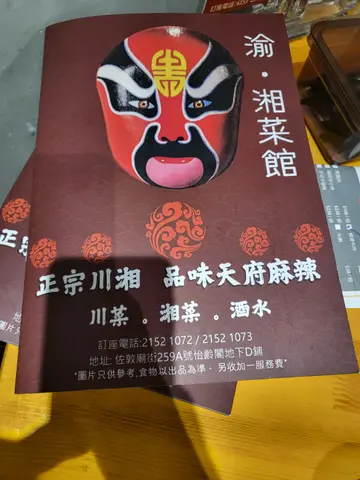 渝·湘菜館
正宗川湘 品味天府麻辣
川菜。湘菜。酒水
訂座電話:2152 1072 / 2152 1073
地址: 佐敦廟街259A號怡齡閣地下D鋪
*圖片只供參考,食物以出品為準, 另收加一服務費*
正宗